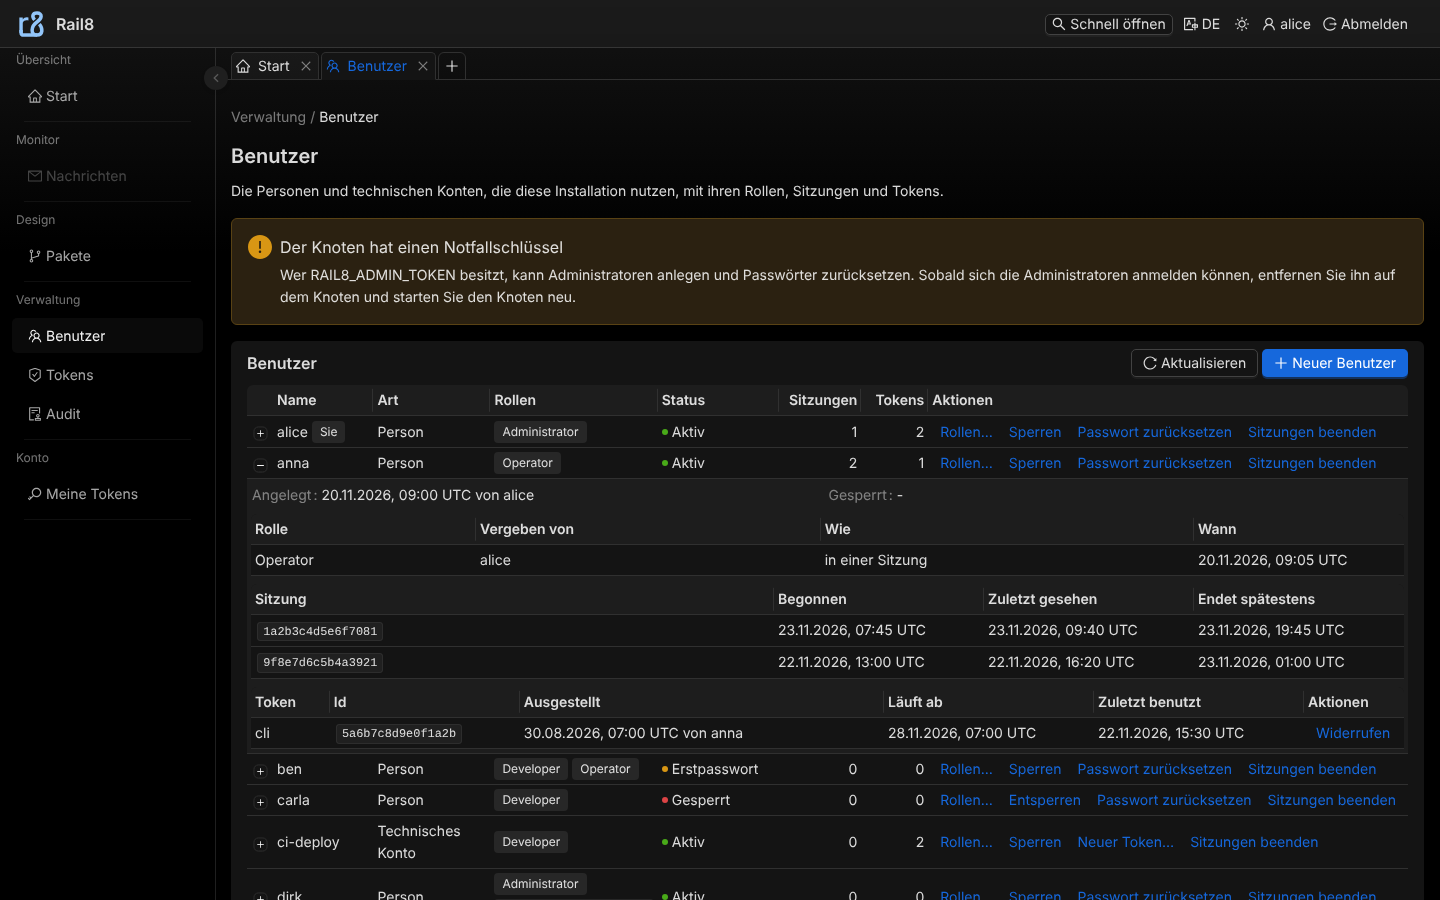 r8 Rail8
Schnell öffnen DE alice Abmelden
Übersicht
Start
Monitor
Nachrichten
Design
Pakete
Verwaltung
Benutzer
Tokens
Audit
Konto
Meine Tokens
Start Benutzer
Verwaltung / Benutzer
Benutzer
Die Personen und technischen Konten, die diese Installation nutzen, mit ihren Rollen, Sitzungen und Tokens.
Der Knoten hat einen Notfallschlüssel
Wer RAIL8_ADMIN_TOKEN besitzt, kann Administratoren anlegen und Passwörter zurücksetzen. Sobald sich die Administratoren anmelden können, entfernen Sie ihn auf
dem Knoten und starten Sie den Knoten neu.
Benutzer Aktualisieren Neuer Benutzer
Name Art Rollen Status Sitzungen Tokens Aktionen
alice Sie Person Administrator Aktiv 1 2 Rollen... Sperren Passwort zurücksetzen Sitzungen beenden
anna Person Operator Aktiv 2 1 Rollen... Sperren Passwort zurücksetzen Sitzungen beenden
Angelegt: 20.11.2026, 09:00 UTC von alice Gesperrt: -
Rolle Vergeben von Wie Wann
Operator alice in einer Sitzung 20.11.2026, 09:05 UTC
Sitzung Begonnen Zuletzt gesehen Endet spätestens
1a2b3c4d5e6f7081 23.11.2026, 07:45 UTC 23.11.2026, 09:40 UTC 23.11.2026, 19:45 UTC
9f8e7d6c5b4a3921 22.11.2026, 13:00 UTC 22.11.2026, 16:20 UTC 23.11.2026, 01:00 UTC
Token Id Ausgestellt Läuft ab Zuletzt benutzt Aktionen
cli 5a6b7c8d9e0f1a2b 30.08.2026, 07:00 UTC von anna 28.11.2026, 07:00 UTC 22.11.2026, 15:30 UTC Widerrufen
ben Person Developer Operator Erstpasswort 0 0 Rollen... Sperren Passwort zurücksetzen Sitzungen beenden
carla Person Developer Gesperrt 0 0 Rollen... Entsperren Passwort zurücksetzen Sitzungen beenden
ci-deploy Technisches Konto Developer Aktiv 0 2 Rollen... Sperren Neuer Token... Sitzungen beenden
dirk Person Administrator Aktiv 0 0 Rollen... Sperren Passwort zurücksetzen Sitzungen beenden